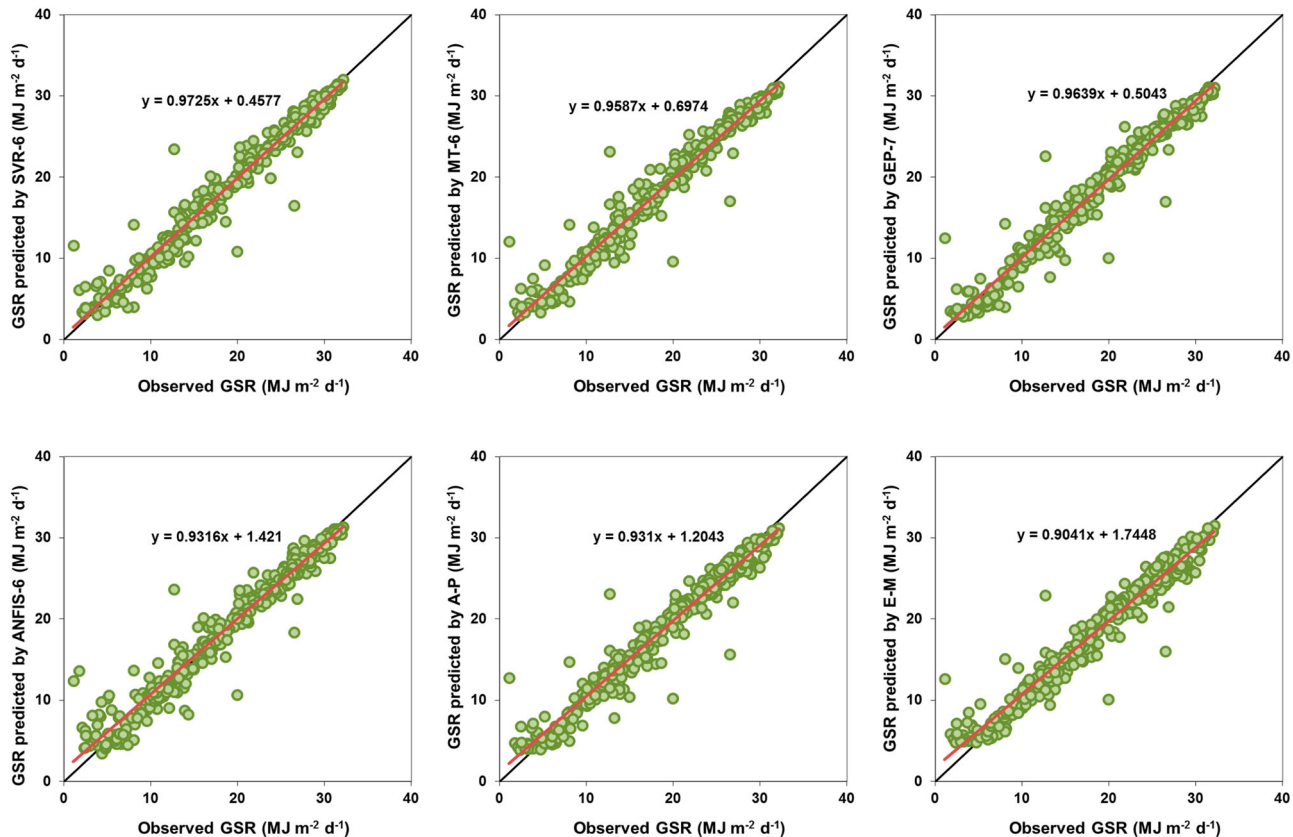 GSR predicted by SVR-6 (MJ m-2 d-1)
40
30
20
10
0
y = 0.9725x + 0.4577
0 10 20 30 40
Observed GSR (MJ m-2 d-1)
GSR predicted by MT-6 (MJ m-2 d-1)
40
30
20
10
0
y = 0.9587x + 0.6974
0 10 20 30 40
Observed GSR (MJ m-2 d-1)
GSR predicted by GEP-7 (MJ m-2 d-1)
40
30
20
10
0
y = 0.9639x + 0.5043
0 10 20 30 40
Observed GSR (MJ m-2 d-1)
GSR predicted by ANFIS-6 (MJ m-2 d-1)
40
30
20
10
0
y = 0.9316x + 1.421
0 10 20 30 40
Observed GSR (MJ m-2 d-1)
GSR predicted by A-P (MJ m-2 d-1)
40
30
20
10
0
y = 0.931x + 1.2043
0 10 20 30 40
Observed GSR (MJ m-2 d-1)
GSR predicted by E-M (MJ m-2 d-1)
40
30
20
10
0
y = 0.9041x + 1.7448
0 10 20 30 40
Observed GSR (MJ m-2 d-1)